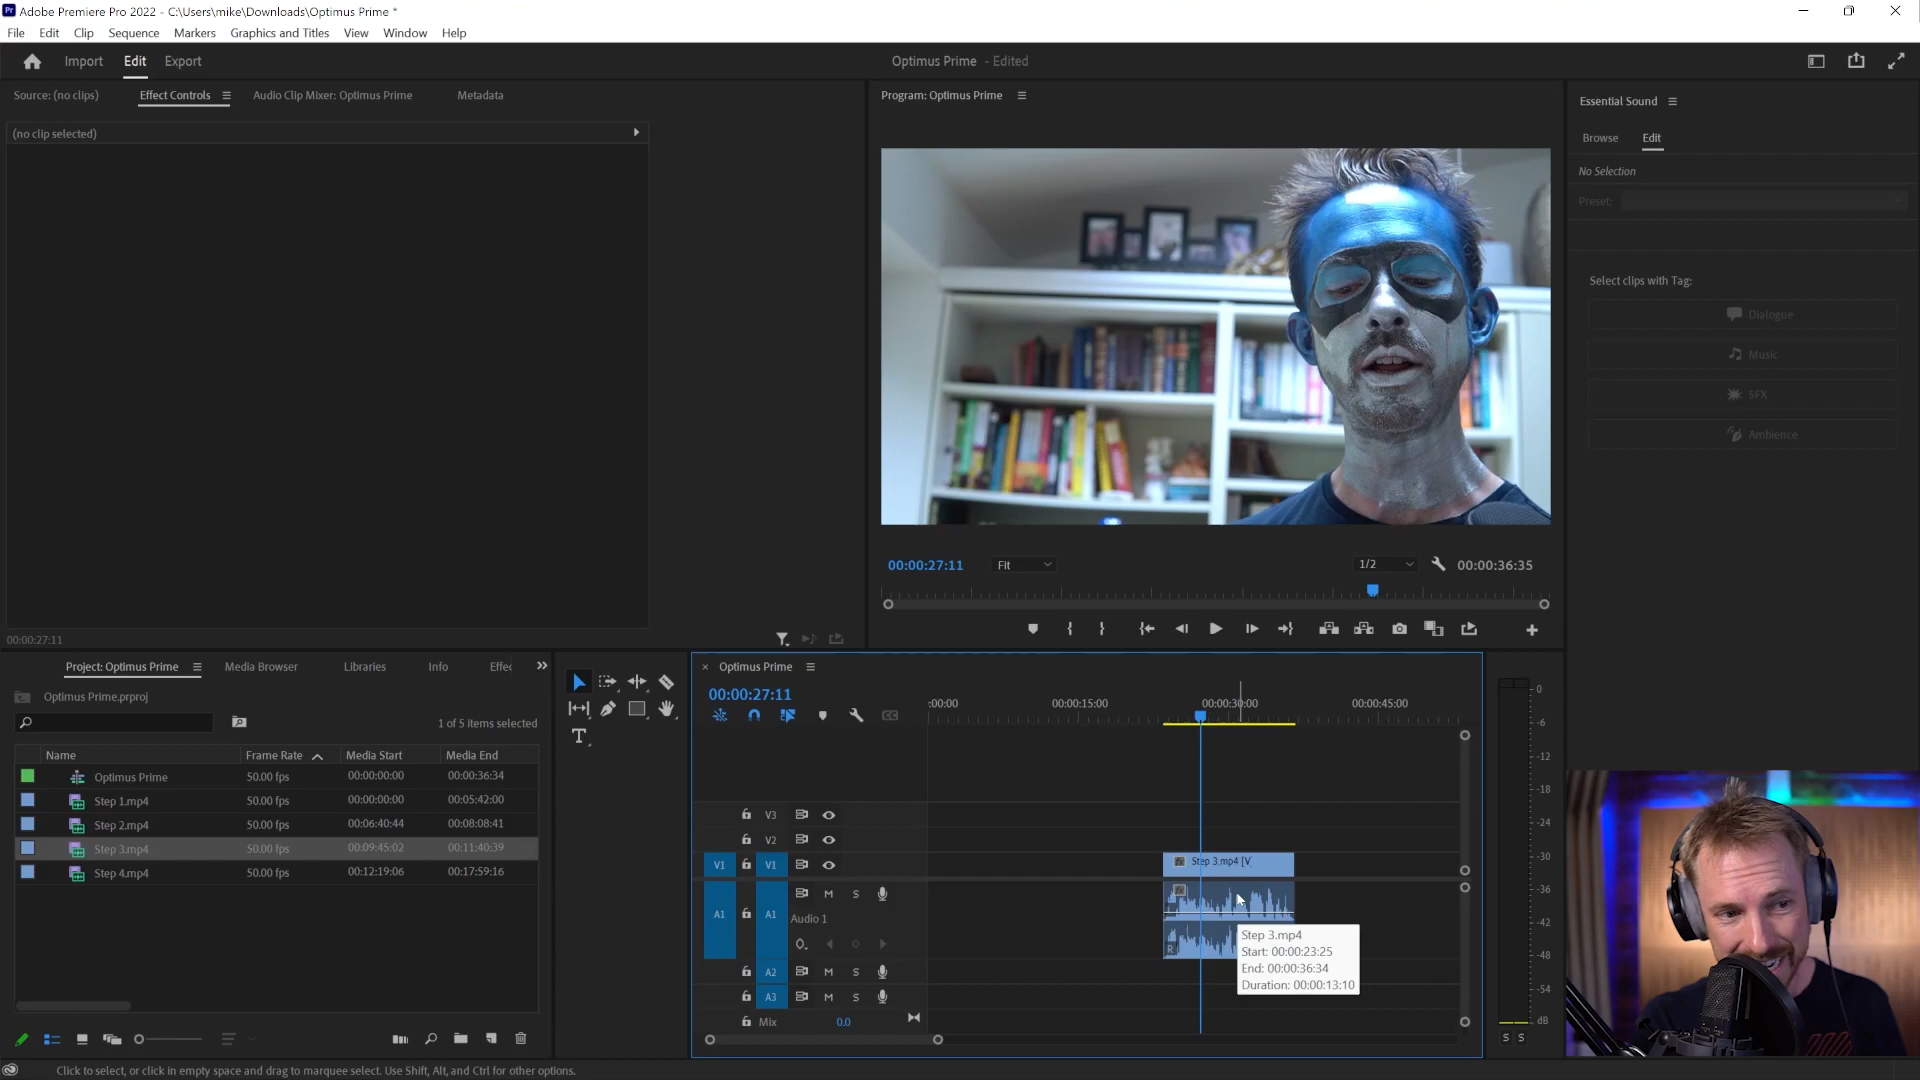 Adobe Premiere Pro 2022 - C:\Users\mike\Downloads\Optimus Prime *
File Edit Clip Sequence Markers Graphics and Titles View Window Help
Import Edit Export
Optimus Prime - Edited
Source: (no clips) Effect Controls Audio Clip Mixer: Optimus Prime Metadata
Program: Optimus Prime
Essential Sound
(no clip selected)
Browse Edit
No Selection
Preset:
Select clips with Tag:
Dialogue
Music
SFX
Ambience
00:00:27:11 Fit 1/2 00:00:36:35
00:00:27:11
Project: Optimus Prime Media Browser Libraries Info Effec
Optimus Prime.prproj
1 of 5 items selected
Name Frame Rate Media Start Media End
Optimus Prime 50.00 fps 00:00:00:00 00:00:36:34
Step 1.mp4 50.00 fps 00:00:00:00 00:05:42:00
Step 2.mp4 50.00 fps 00:06:40:44 00:08:08:41
Step 3.mp4 50.00 fps 00:09:45:02 00:11:40:39
Step 4.mp4 50.00 fps 00:12:19:06 00:17:59:16
T
Optimus Prime
00:00:27:11
:00:00 00:00:15:00 00:00:30:00 00:00:45:00
V3
V2
V1 V1 Step 3.mp4 [V]
A1 A1 M S
Audio 1
R
A2 M S
A3 M S
Mix 0.0
Step 3.mp4
Start: 00:00:23:25
End: 00:00:36:34
Duration: 00:00:13:10
0
-6
-12
-18
-24
-30
-36
-42
-48
-54
dB
S S
Click to select, or click in empty space and drag to marquee select. Use Shift, Alt, and Ctrl for other options.